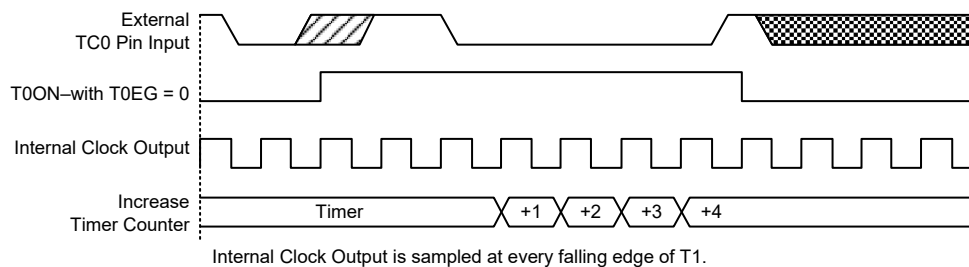 External
TC0 Pin Input
T0ON–with T0EG = 0
Internal Clock Output
Increase
Timer Counter
Timer
+1
+2
+3
+4
Internal Clock Output is sampled at every falling edge of T1.